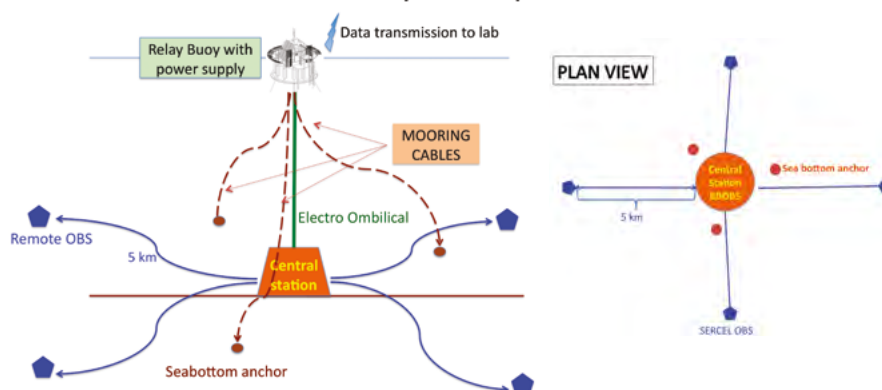 Data transmission to lab
Relay Buoy with
power supply
PLAN VIEW
MOORING
CABLES
Central
Station
BBOBS
Sea bottom anchor
5 km
Electro Ombilical
Remote OBS
5 km
Central
station
SERCEL OBS
Seabottom anchor